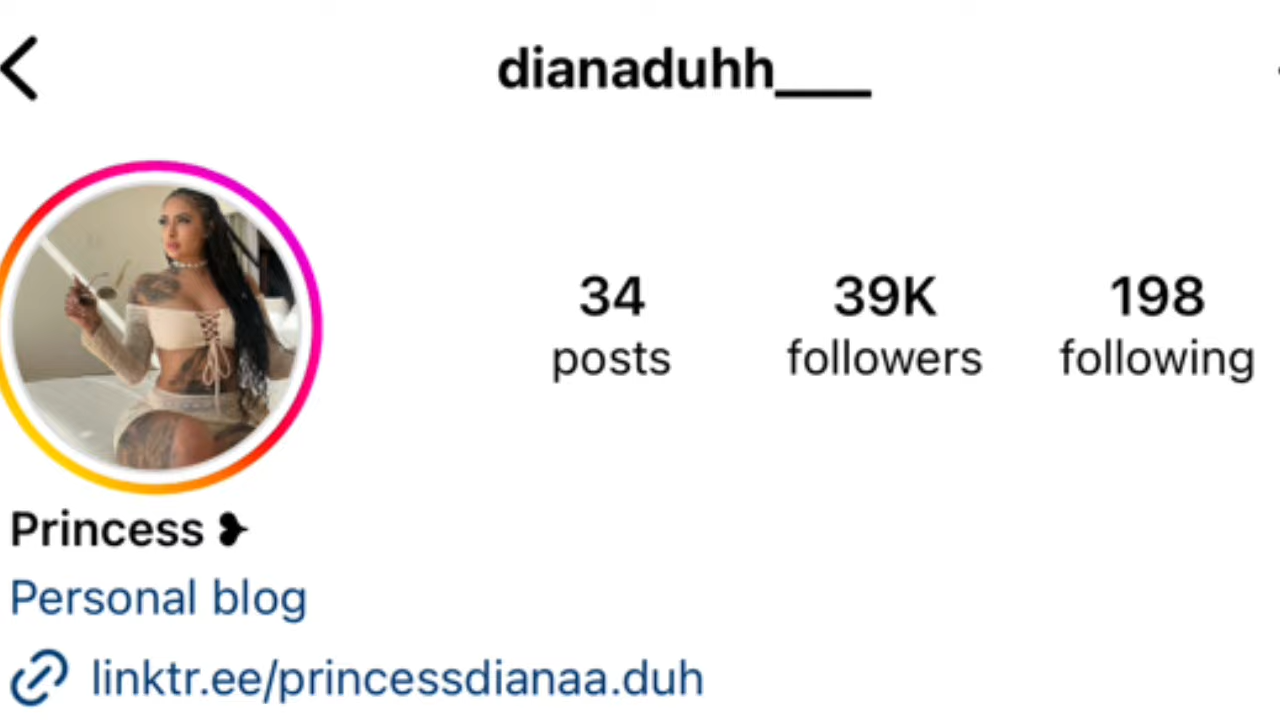 dianaduhh___
34 39K 198
posts followers following
Princess ❥
Personal blog
linktr.ee/princessdianaa.duh